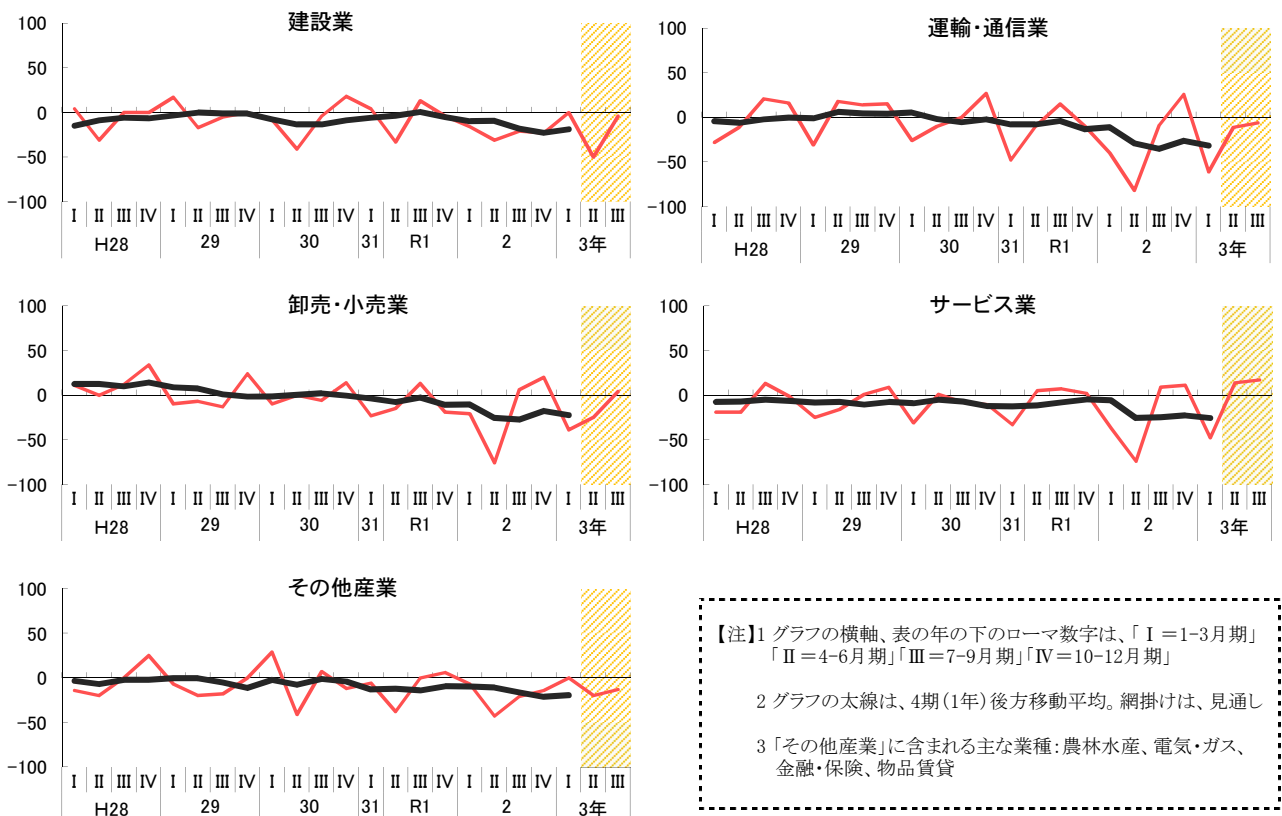 建設業
100
50
0
-50
-100
Ⅰ Ⅱ Ⅲ Ⅳ Ⅰ Ⅱ Ⅲ Ⅳ Ⅰ Ⅱ Ⅲ Ⅳ Ⅰ Ⅱ Ⅲ Ⅳ Ⅰ Ⅱ Ⅲ Ⅳ Ⅰ Ⅱ Ⅲ
H28 29 30 31 R1 2 3年
運輸・通信業
100
50
0
-50
-100
Ⅰ Ⅱ Ⅲ Ⅳ Ⅰ Ⅱ Ⅲ Ⅳ Ⅰ Ⅱ Ⅲ Ⅳ Ⅰ Ⅱ Ⅲ Ⅳ Ⅰ Ⅱ Ⅲ Ⅳ Ⅰ Ⅱ Ⅲ
H28 29 30 31 R1 2 3年
卸売・小売業
100
50
0
-50
-100
Ⅰ Ⅱ Ⅲ Ⅳ Ⅰ Ⅱ Ⅲ Ⅳ Ⅰ Ⅱ Ⅲ Ⅳ Ⅰ Ⅱ Ⅲ Ⅳ Ⅰ Ⅱ Ⅲ Ⅳ Ⅰ Ⅱ Ⅲ
H28 29 30 31 R1 2 3年
サービス業
100
50
0
-50
-100
Ⅰ Ⅱ Ⅲ Ⅳ Ⅰ Ⅱ Ⅲ Ⅳ Ⅰ Ⅱ Ⅲ Ⅳ Ⅰ Ⅱ Ⅲ Ⅳ Ⅰ Ⅱ Ⅲ Ⅳ Ⅰ Ⅱ Ⅲ
H28 29 30 31 R1 2 3年
その他産業
100
50
0
-50
-100
Ⅰ Ⅱ Ⅲ Ⅳ Ⅰ Ⅱ Ⅲ Ⅳ Ⅰ Ⅱ Ⅲ Ⅳ Ⅰ Ⅱ Ⅲ Ⅳ Ⅰ Ⅱ Ⅲ Ⅳ Ⅰ Ⅱ Ⅲ
H28 29 30 31 R1 2 3年
【注】1 グラフの横軸、表の年の下のローマ数字は、「Ⅰ=1-3月期」
「Ⅱ=4-6月期」「Ⅲ=7-9月期」「Ⅳ=10-12月期」
2 グラフの太線は、4期(1年)後方移動平均。網掛けは、見通し
3 「その他産業」に含まれる主な業種:農林水産、電気・ガス、
金融・保険、物品賃貸